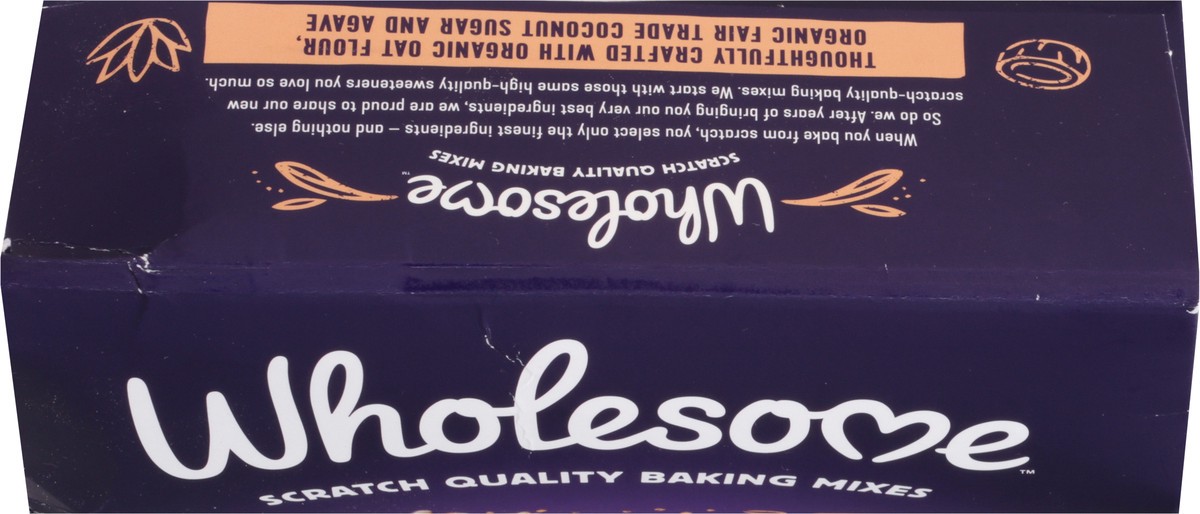 Wholesome™
SCRATCH QUALITY BAKING MIXES
When you bake from scratch, you select only the finest ingredients – and nothing else.
So do we. After years of bringing you our very best ingredients, we are proud to share our new
scratch-quality baking mixes. We start with those same high-quality sweeteners you love so much.
THOUGHTFULLY CRAFTED WITH ORGANIC OAT FLOUR,
ORGANIC FAIR TRADE COCONUT SUGAR AND AGAVE
Wholesome™
SCRATCH QUALITY BAKING MIXES